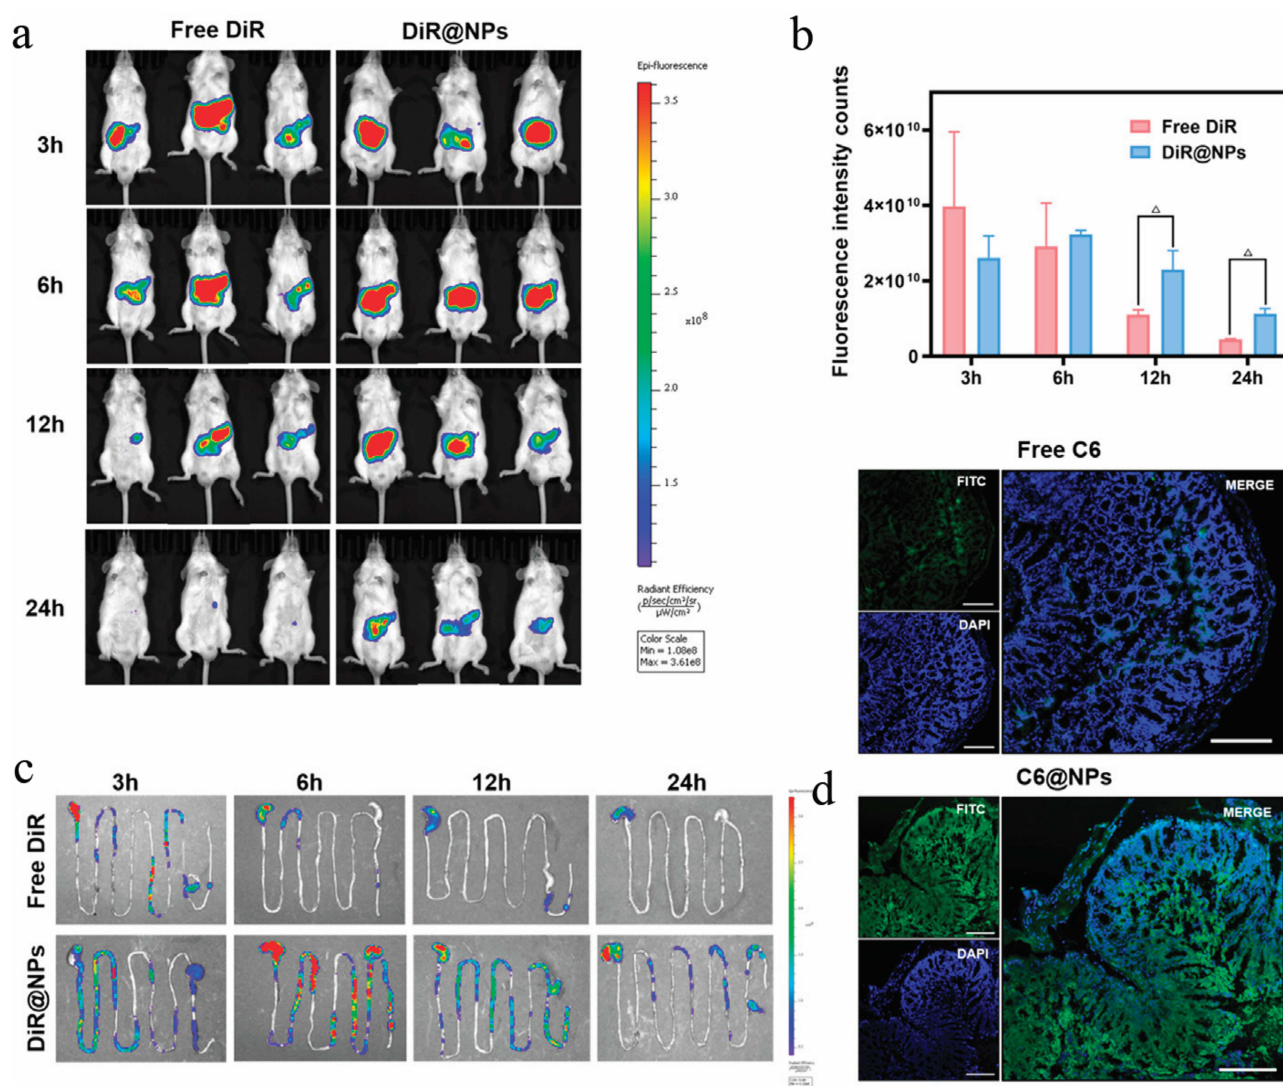 a
Free DiR
DiR@NPs
3h
6h
12h
24h
Epi-fluorescence
3.5
3.0
2.5
x10⁸
2.0
1.5
Radiant Efficiency
(p/sec/cm²/sr
µW/cm²)
Color Scale
Min = 1.08e8
Max = 3.61e8
b
Fluorescence intensity counts
6×10¹⁰
4×10¹⁰
2×10¹⁰
0
Free DiR
DiR@NPs
△
△
3h
6h
12h
24h
c
3h
6h
12h
24h
Free DiR
DiR@NPs
Free C6
FITC
DAPI
MERGE
d
C6@NPs
FITC
DAPI
MERGE